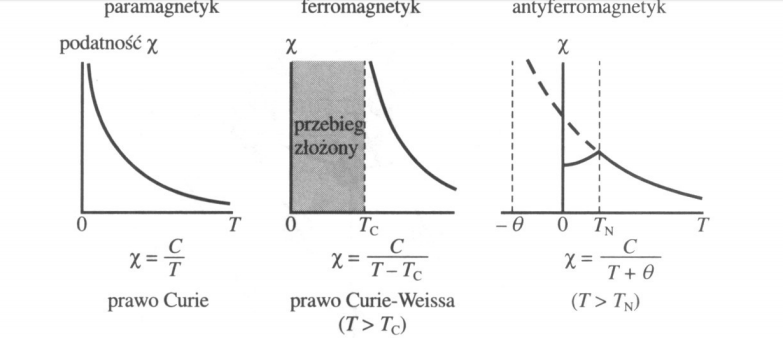 paramagnetyk
podatność χ
0
T
χ = C/T
prawo Curie
ferromagnetyk
χ
przebieg
złożony
0
T_C
χ = C/(T − T_C)
prawo Curie-Weissa
(T > T_C)
antyferromagnetyk
χ
− θ
0
T_N
T
χ = C/(T + θ)
(T > T_N)